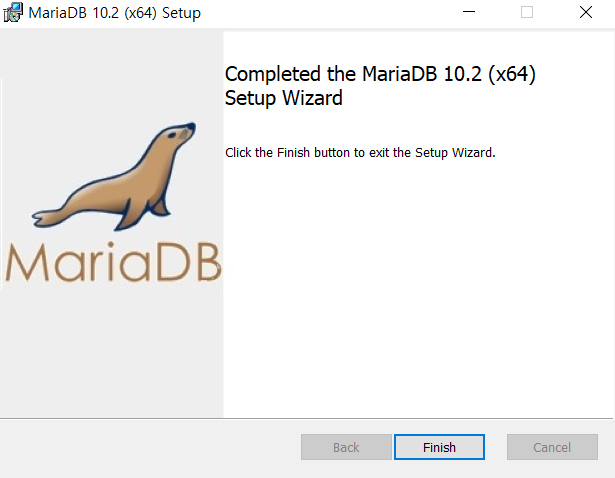 MariaDB 10.2 (x64) Setup
Completed the MariaDB 10.2 (x64)
Setup Wizard
Click the Finish button to exit the Setup Wizard.
MariaDB
Back
Finish
Cancel